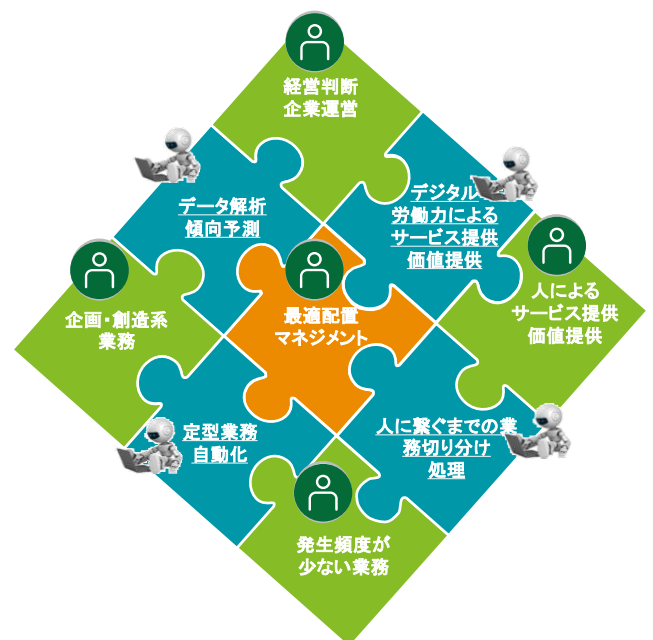 経営判断
企業運営
データ解析
傾向予測
デジタル
労働力による
サービス提供
価値提供
企画・創造系
業務
最適配置
マネジメント
人による
サービス提供
価値提供
定型業務
自動化
人に繋ぐまでの業
務切り分け
処理
発生頻度が
少ない業務